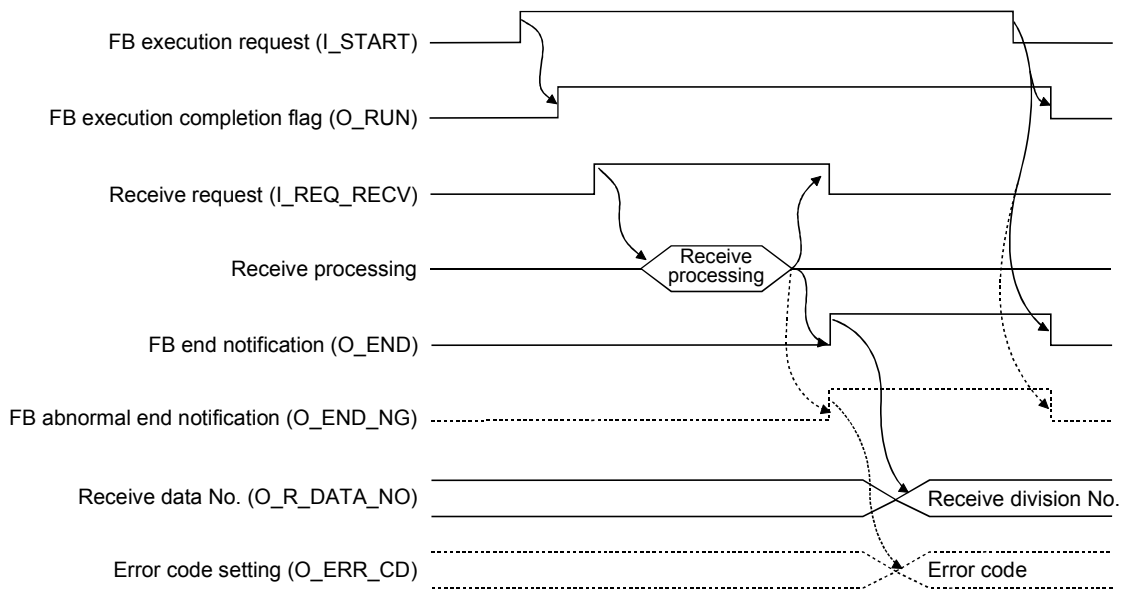 FB execution request (I_START)
FB execution completion flag (O_RUN)
Receive request (I_REQ_RECV)
Receive processing
Receive
processing
FB end notification (O_END)
FB abnormal end notification (O_END_NG)
Receive data No. (O_R_DATA_NO)
Receive division No.
Error code setting (O_ERR_CD)
Error code